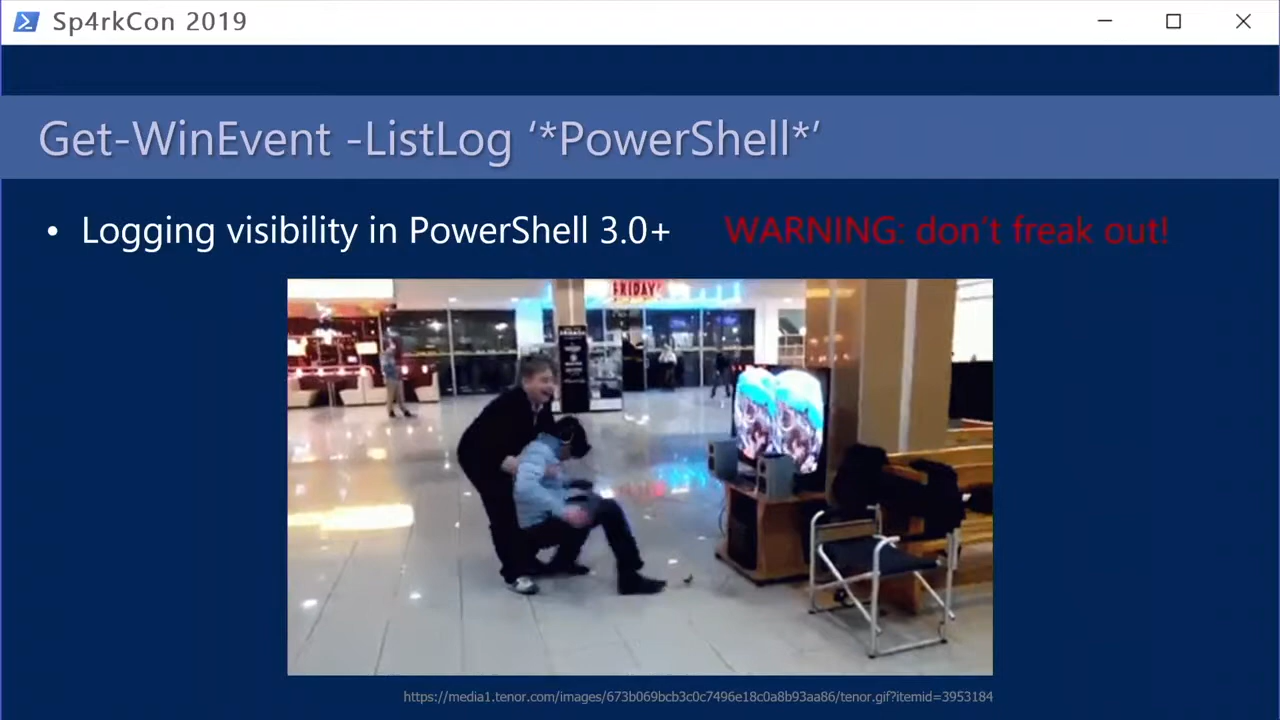 Sp4rkCon 2019
Get-WinEvent -ListLog ‘*PowerShell*’
• Logging visibility in PowerShell 3.0+ WARNING: don’t freak out!
FRIDAY'
https://media1.tenor.com/images/673b069bcb3c0c7496e18c0a8b93aa86/tenor.gif?itemid=3953184